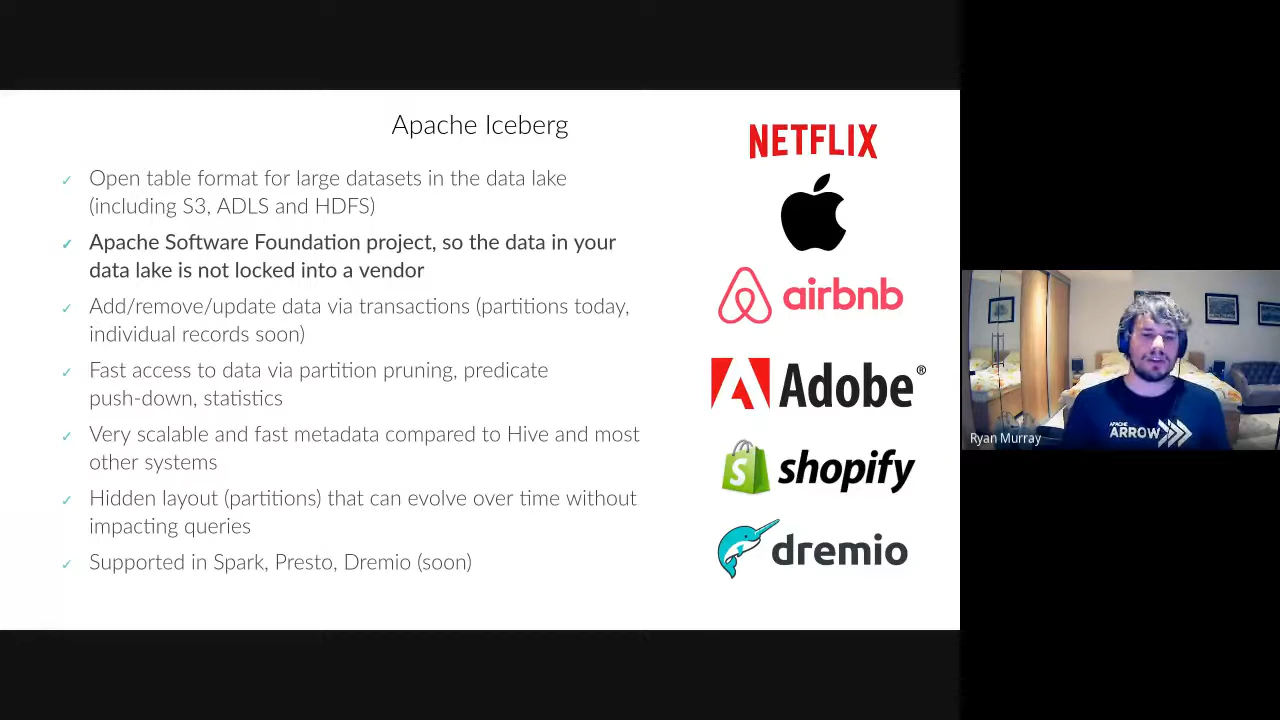 Apache Iceberg
✓ Open table format for large datasets in the data lake
(including S3, ADLS and HDFS)
✓ Apache Software Foundation project, so the data in your
data lake is not locked into a vendor
✓ Add/remove/update data via transactions (partitions today,
individual records soon)
✓ Fast access to data via partition pruning, predicate
push-down, statistics
✓ Very scalable and fast metadata compared to Hive and most
other systems
✓ Hidden layout (partitions) that can evolve over time without
impacting queries
✓ Supported in Spark, Presto, Dremio (soon)
NETFLIX
airbnb
Adobe®
shopify
dremio
APACHE
ARROW
Ryan Murray